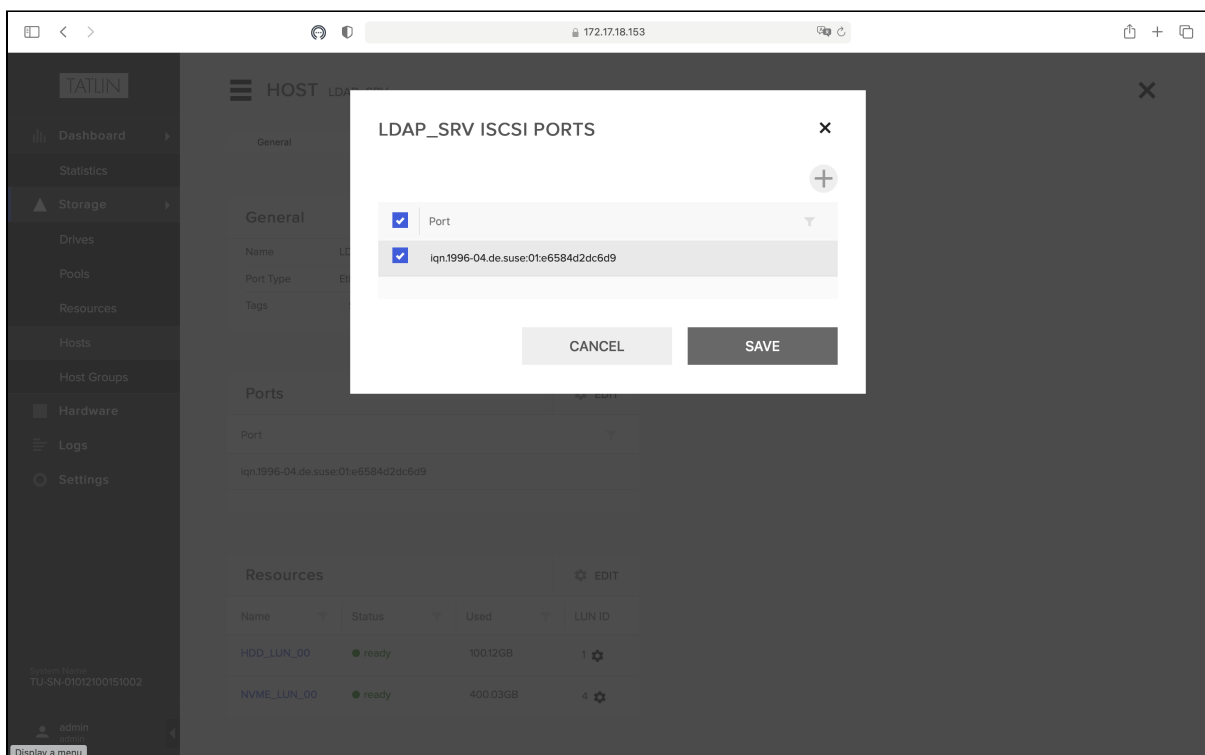 172.17.18.153
TATLIN
HOST
Dashboard
Statistics
Storage
Drives
Pools
Resources
Hosts
Host Groups
Hardware
Logs
Settings
System Name
TU-SN-01012100151002
admin
admin
Display a menu
General
General
Name
Port Type
Tags
LDAP_SRV ISCSI PORTS
Port
iqn.1996-04.de.suse:01:e6584d2dc6d9
CANCEL
SAVE
Ports
EDIT
Port
iqn.1996-04.de.suse:01:e6584d2dc6d9
Resources EDIT
Name Status Used LUN ID
HDD_LUN_00 ready 100.12GB 1
NVME_LUN_00 ready 400.03GB 4